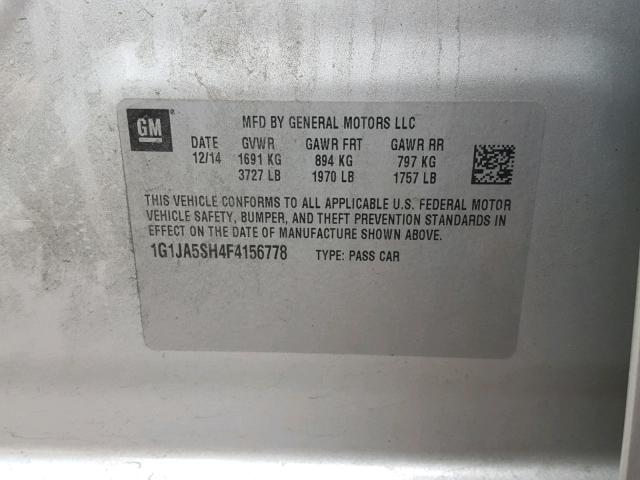 GM
MFD BY GENERAL MOTORS LLC
DATE GVWR GAWR FRT GAWR RR
12/14 1691 KG 894 KG 797 KG
3727 LB 1970 LB 1757 LB
THIS VEHICLE CONFORMS TO ALL APPLICABLE U.S. FEDERAL MOTOR
VEHICLE SAFETY, BUMPER, AND THEFT PREVENTION STANDARDS IN
EFFECT ON THE DATE OF MANUFACTURE SHOWN ABOVE.
1G1JA5SH4F4156778 TYPE: PASS CAR